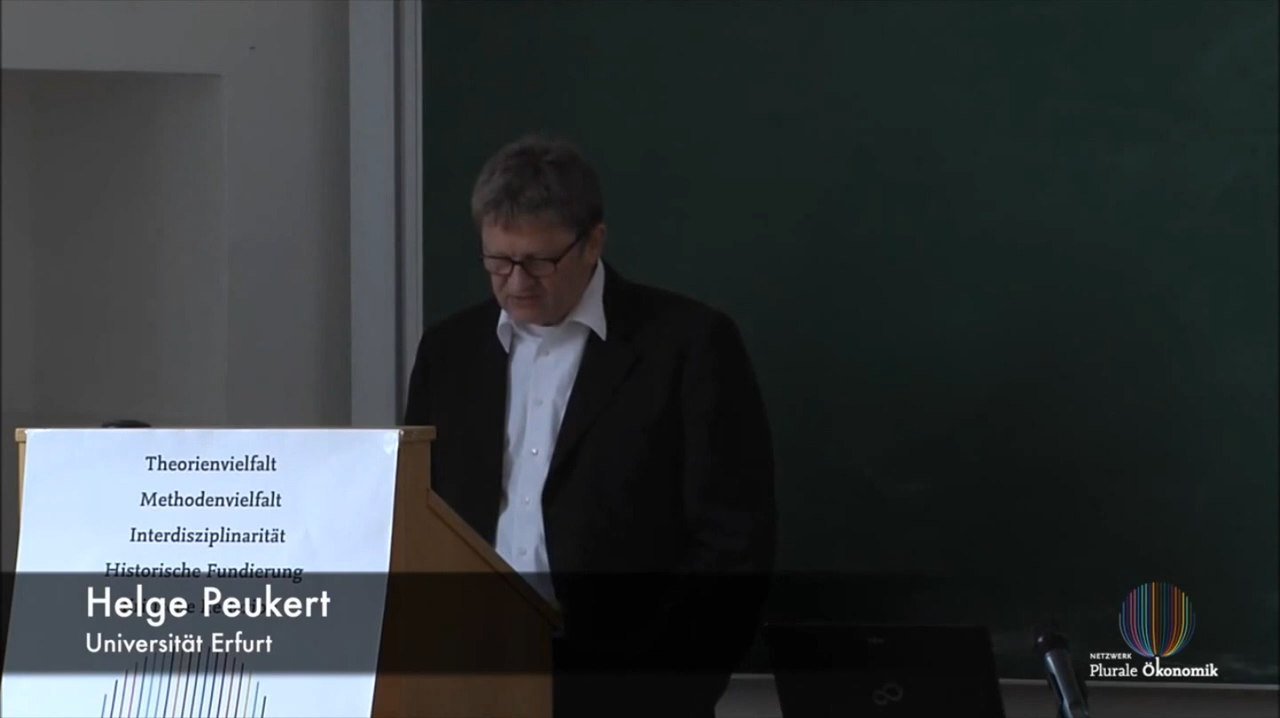 Theorienvielfalt
Methodenvielfalt
Interdisziplinarität
Historische Fundierung
Helge Peukert
Universität Erfurt
NETZWERK
Plurale Ökonomik